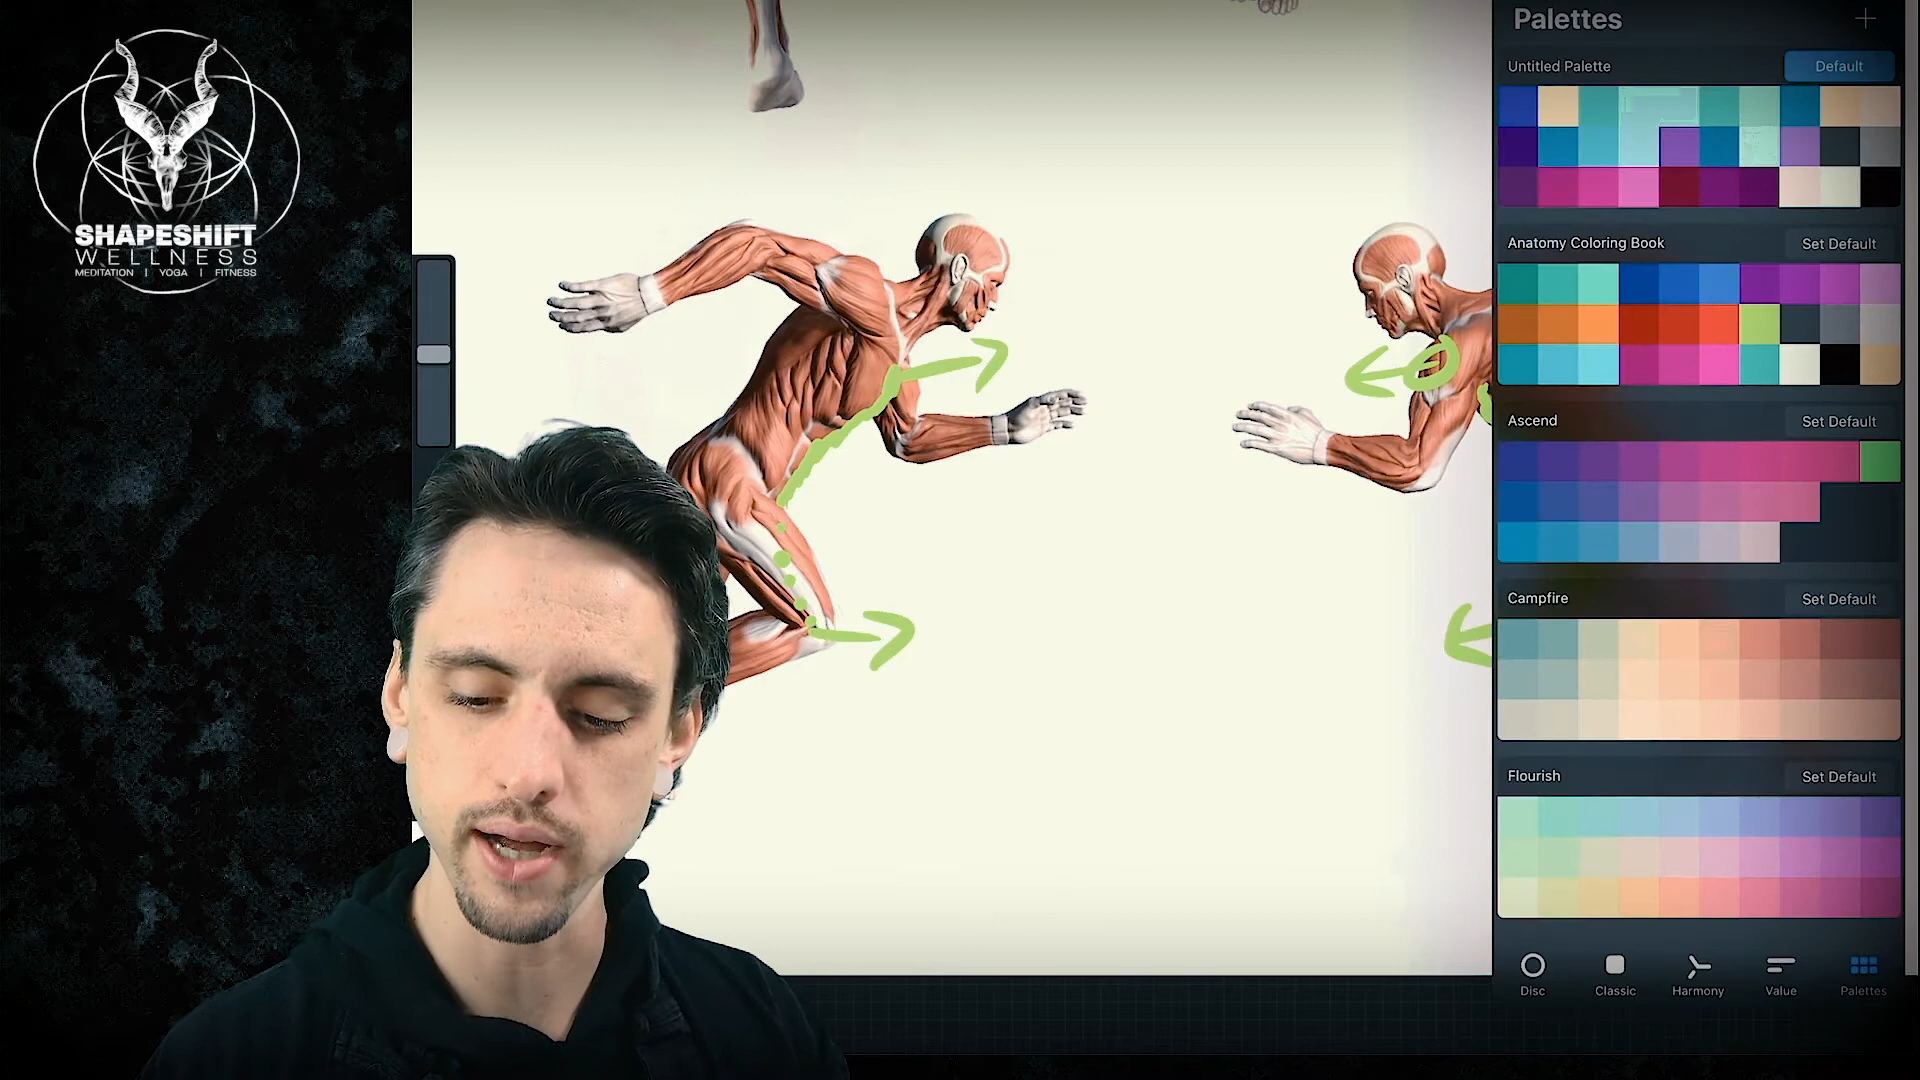 SHAPESHIFT
WELLNESS
MEDITATION | YOGA | FITNESS
Palettes
Untitled Palette
Default
Anatomy Coloring Book
Set Default
Ascend
Set Default
Campfire
Set Default
Flourish
Set Default
Disc
Classic
Harmony
Value
Palettes